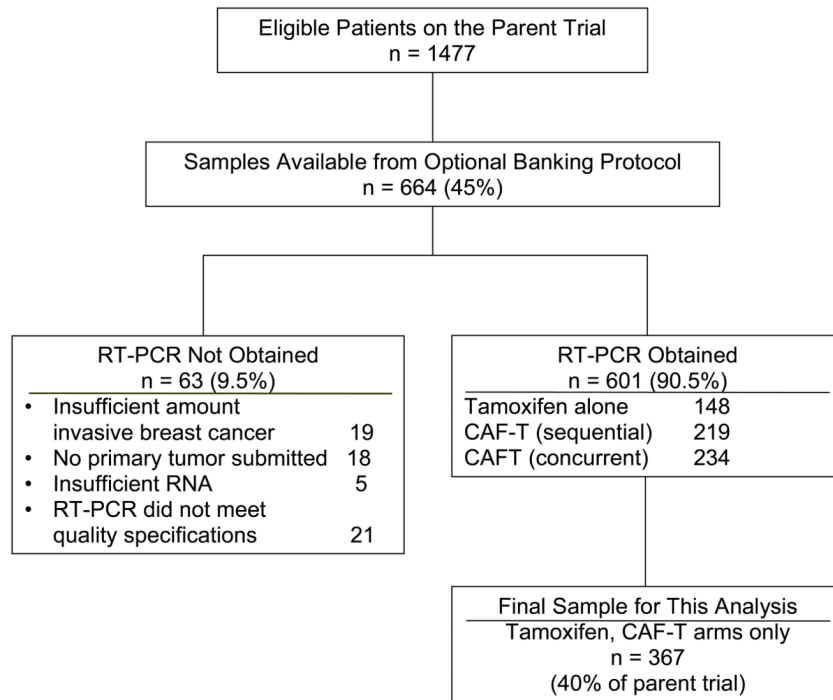 Eligible Patients on the Parent Trial
n = 1477
Samples Available from Optional Banking Protocol
n = 664 (45%)
RT-PCR Not Obtained
n = 63 (9.5%)
• Insufficient amount
invasive breast cancer 19
• No primary tumor submitted 18
• Insufficient RNA 5
• RT-PCR did not meet
quality specifications 21
RT-PCR Obtained
n = 601 (90.5%)
Tamoxifen alone 148
CAF-T (sequential) 219
CAFT (concurrent) 234
Final Sample for This Analysis
Tamoxifen, CAF-T arms only
n = 367
(40% of parent trial)